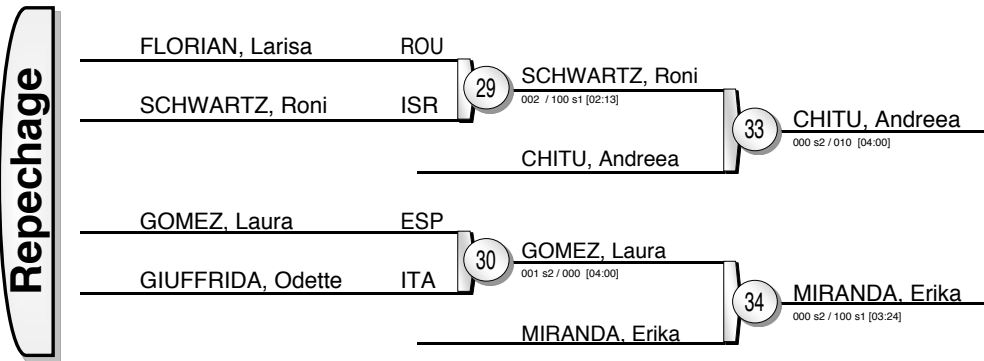 Repechage
FLORIAN, Larisa ROU
SCHWARTZ, Roni ISR
29
SCHWARTZ, Roni
002 / 100 s1 [02:13]
CHITU, Andreea
33
CHITU, Andreea
000 s2 / 010 [04:00]
GOMEZ, Laura ESP
GIUFFRIDA, Odette ITA
30
GOMEZ, Laura
001 s2 / 000 [04:00]
MIRANDA, Erika
34
MIRANDA, Erika
000 s2 / 100 s1 [03:24]